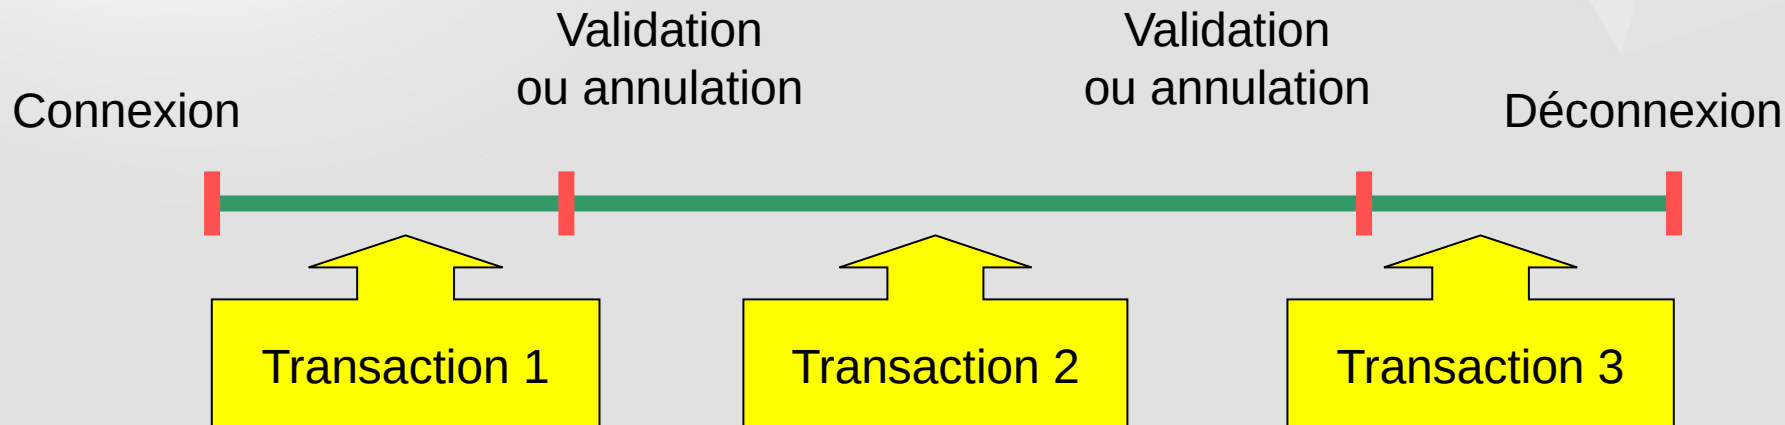 Connexion
Validation
ou annulation
Validation
ou annulation
Déconnexion
Transaction 1
Transaction 2
Transaction 3